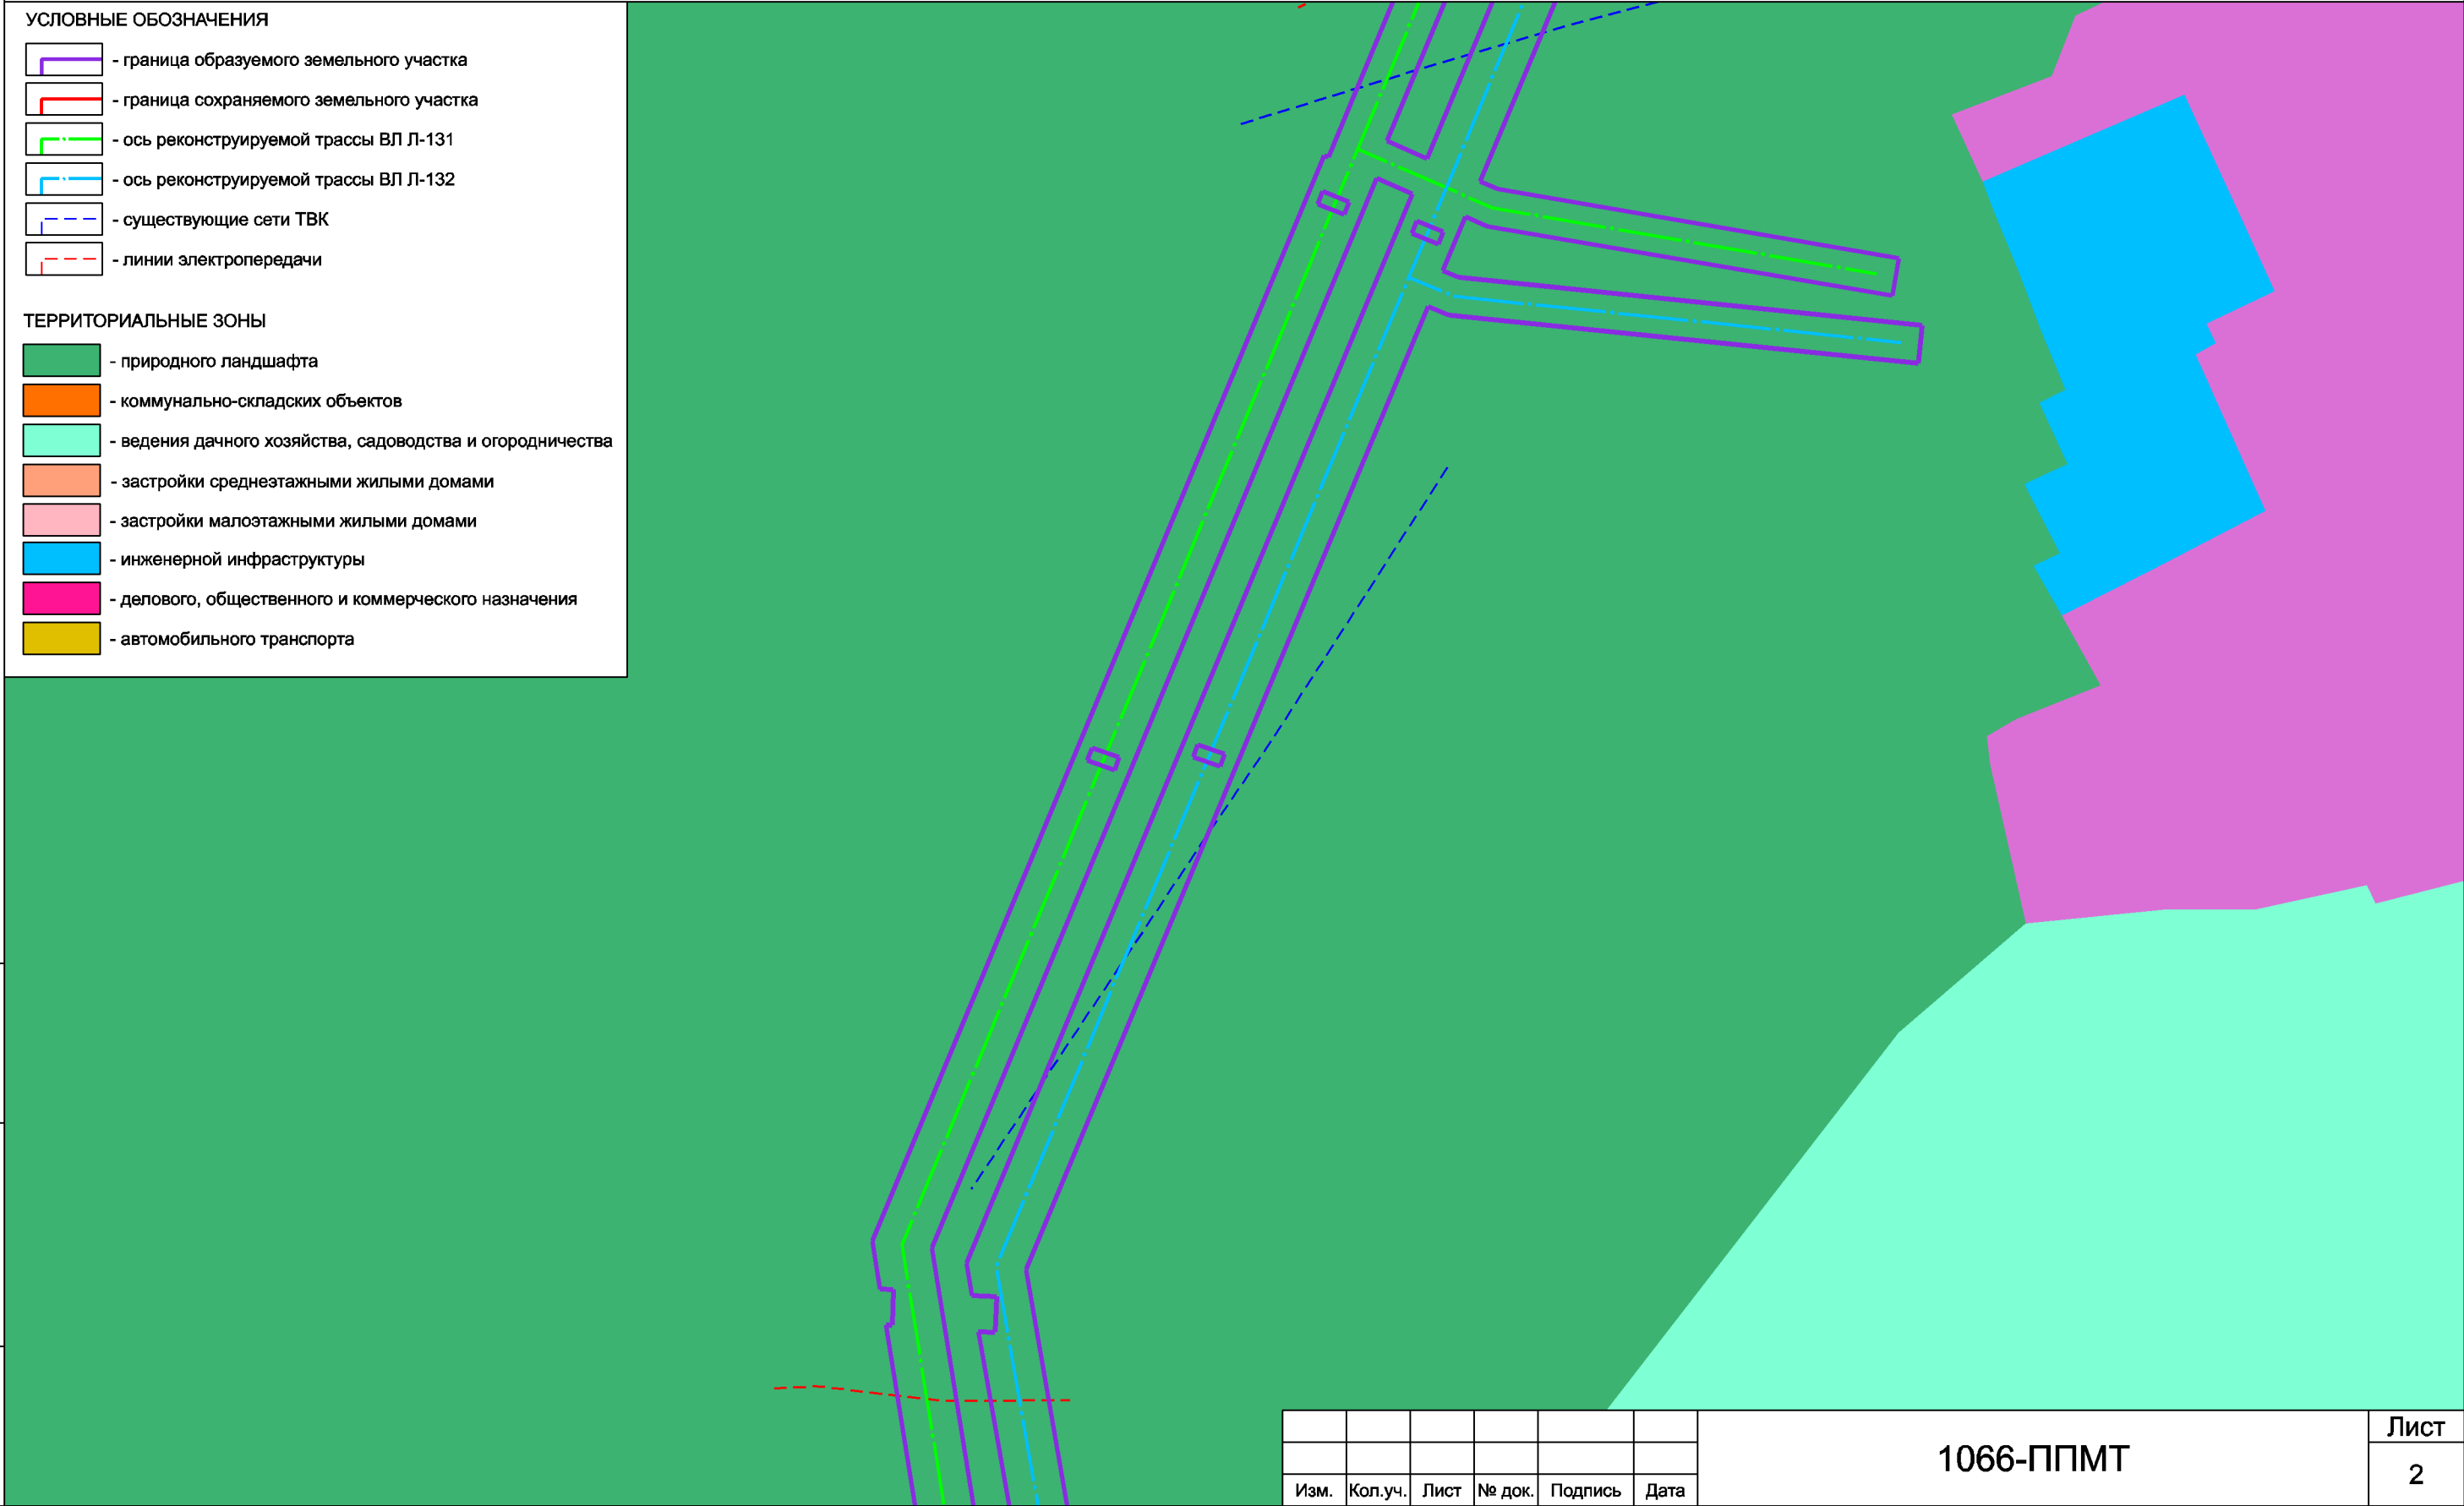 УСЛОВНЫЕ ОБОЗНАЧЕНИЯ
- граница образуемого земельного участка
- граница сохраняемого земельного участка
- ось реконструируемой трассы ВЛ Л-131
- ось реконструируемой трассы ВЛ Л-132
- существующие сети ТВК
- линии электропередачи
ТЕРРИТОРИАЛЬНЫЕ ЗОНЫ
- природного ландшафта
- коммунально-складских объектов
- ведения дачного хозяйства, садоводства и огородничества
- застройки среднеэтажными жилыми домами
- застройки малоэтажными жилыми домами
- инженерной инфраструктуры
- делового, общественного и коммерческого назначения
- автомобильного транспорта
Изм. Кол.уч. Лист № док. Подпись Дата
1066-ППМТ
Лист
2